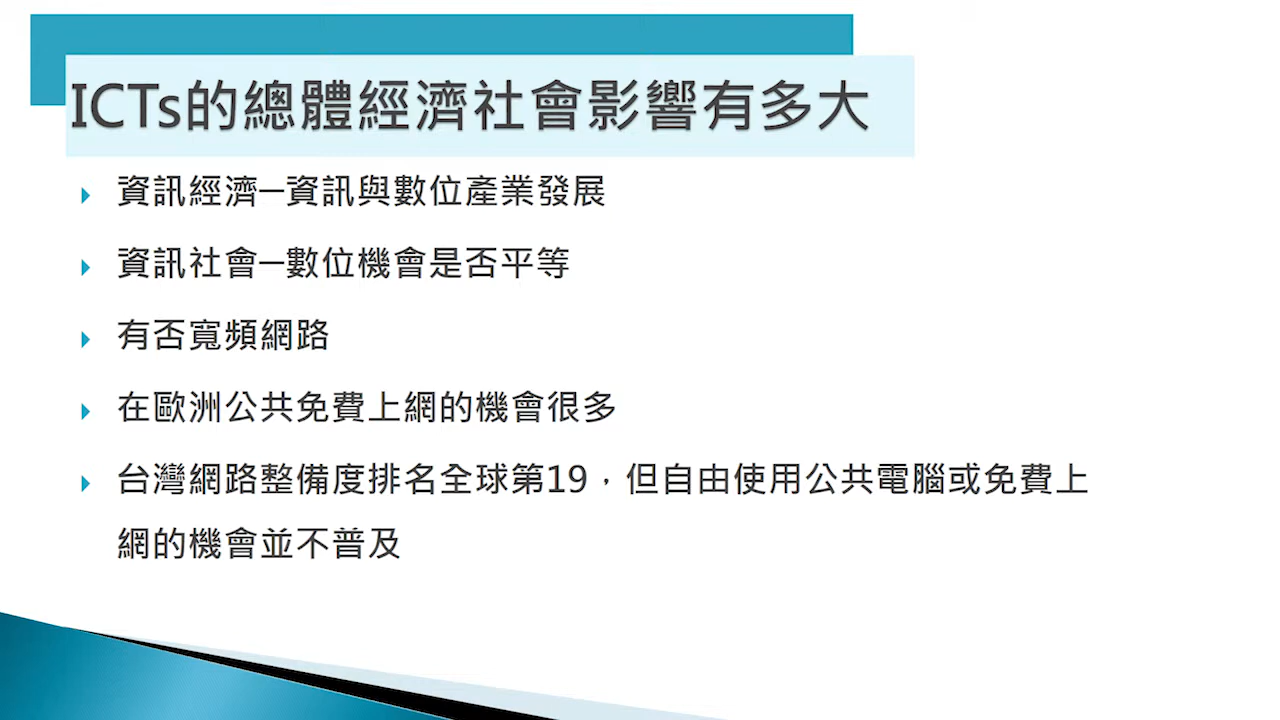 ICTs的總體經濟社會影響有多大
資訊經濟─資訊與數位產業發展
資訊社會─數位機會是否平等
有否寬頻網路
在歐洲公共免費上網的機會很多
台灣網路整備度排名全球第19，但自由使用公共電腦或免費上
網的機會並不普及